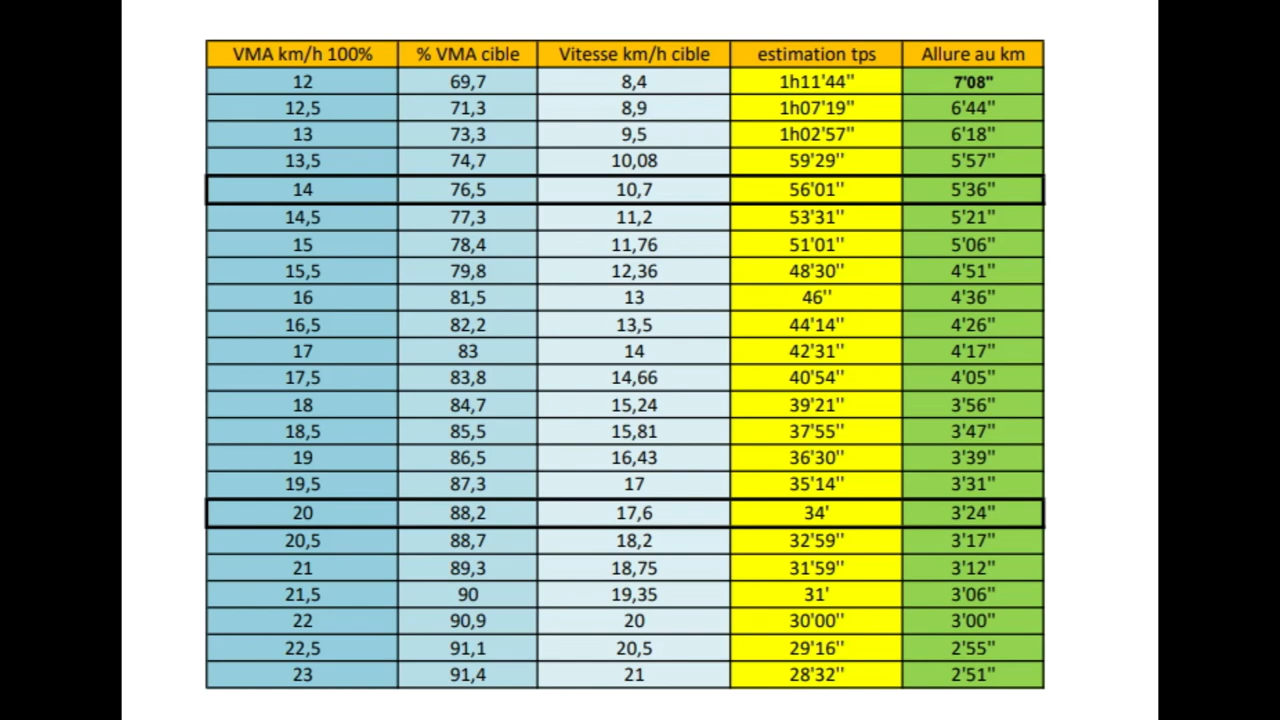 VMA km/h 100% % VMA cible Vitesse km/h cible estimation tps Allure au km
12 69,7 8,4 1h11'44'' 7'08''
12,5 71,3 8,9 1h07'19'' 6'44''
13 73,3 9,5 1h02'57'' 6'18''
13,5 74,7 10,08 59'29'' 5'57''
14 76,5 10,7 56'01'' 5'36''
14,5 77,3 11,2 53'31'' 5'21''
15 78,4 11,76 51'01'' 5'06''
15,5 79,8 12,36 48'30'' 4'51''
16 81,5 13 46'' 4'36''
16,5 82,2 13,5 44'14'' 4'26''
17 83 14 42'31'' 4'17''
17,5 83,8 14,66 40'54'' 4'05''
18 84,7 15,24 39'21'' 3'56''
18,5 85,5 15,81 37'55'' 3'47''
19 86,5 16,43 36'30'' 3'39''
19,5 87,3 17 35'14'' 3'31''
20 88,2 17,6 34' 3'24''
20,5 88,7 18,2 32'59'' 3'17''
21 89,3 18,75 31'59'' 3'12''
21,5 90 19,35 31' 3'06''
22 90,9 20 30'00'' 3'00''
22,5 91,1 20,5 29'16'' 2'55''
23 91,4 21 28'32'' 2'51''